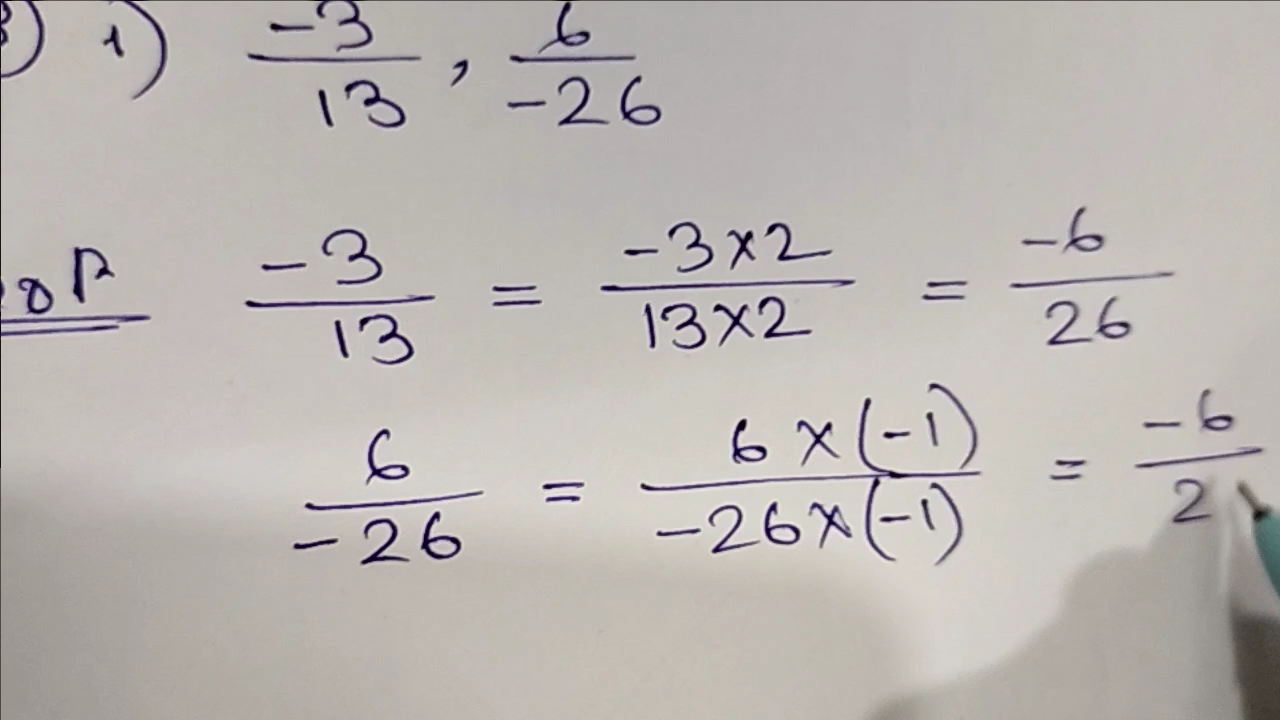 1) -3/13 , 6/-26
-3/13 = -3×2/13×2 = -6/26
6/-26 = 6×(-1)/-26×(-1) = -6/2